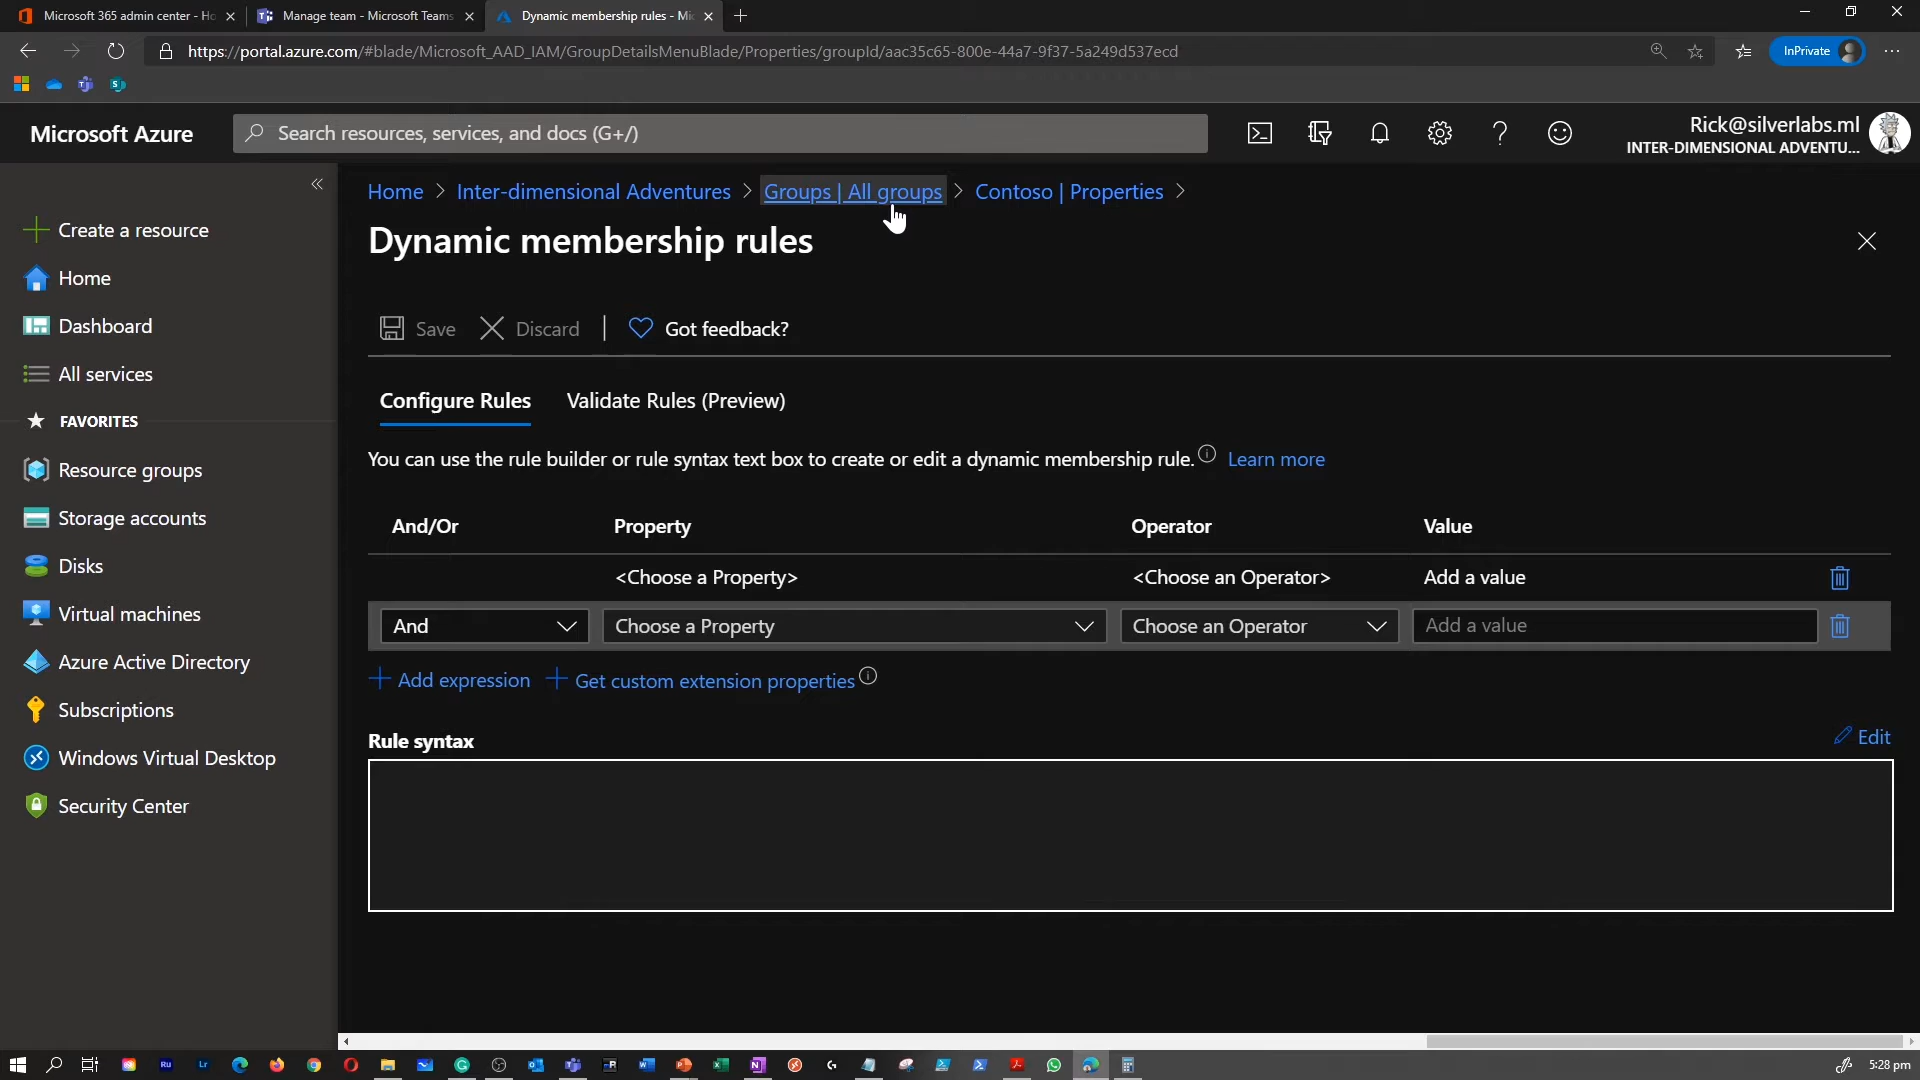 Microsoft 365 admin center - Ho
Manage team - Microsoft Teams
Dynamic membership rules - Mi
https://portal.azure.com/#blade/Microsoft_AAD_IAM/GroupDetailsMenuBlade/Properties/groupId/aac35c65-800e-44a7-9f37-5a249d537ecd
InPrivate
Microsoft Azure
Search resources, services, and docs (G+/)
Rick@silverlabs.ml
INTER-DIMENSIONAL ADVENTU...
Home > Inter-dimensional Adventures > Groups | All groups > Contoso | Properties >
Dynamic membership rules
Create a resource
Home
Dashboard
All services
FAVORITES
Resource groups
Storage accounts
Disks
Virtual machines
Azure Active Directory
Subscriptions
Windows Virtual Desktop
Security Center
Save
Discard
Got feedback?
Configure Rules
Validate Rules (Preview)
You can use the rule builder or rule syntax text box to create or edit a dynamic membership rule. Learn more
And/Or Property Operator Value
<Choose a Property> <Choose an Operator> Add a value
And Choose a Property Choose an Operator Add a value
Add expression
Get custom extension properties
Rule syntax
Edit
5:28 pm